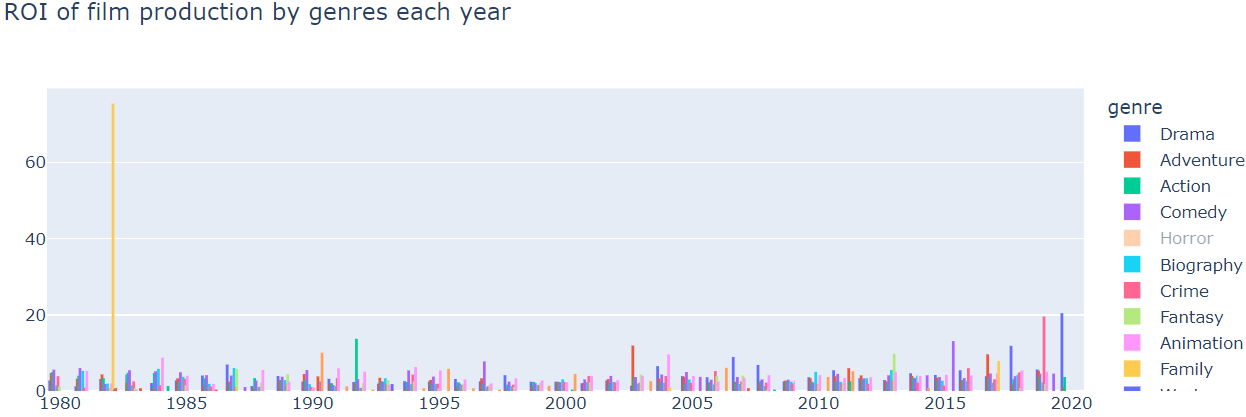 ROI of film production by genres each year
60
40
20
0
1980
1985
1990
1995
2000
2005
2010
2015
2020
genre
Drama
Adventure
Action
Comedy
Horror
Biography
Crime
Fantasy
Animation
Family